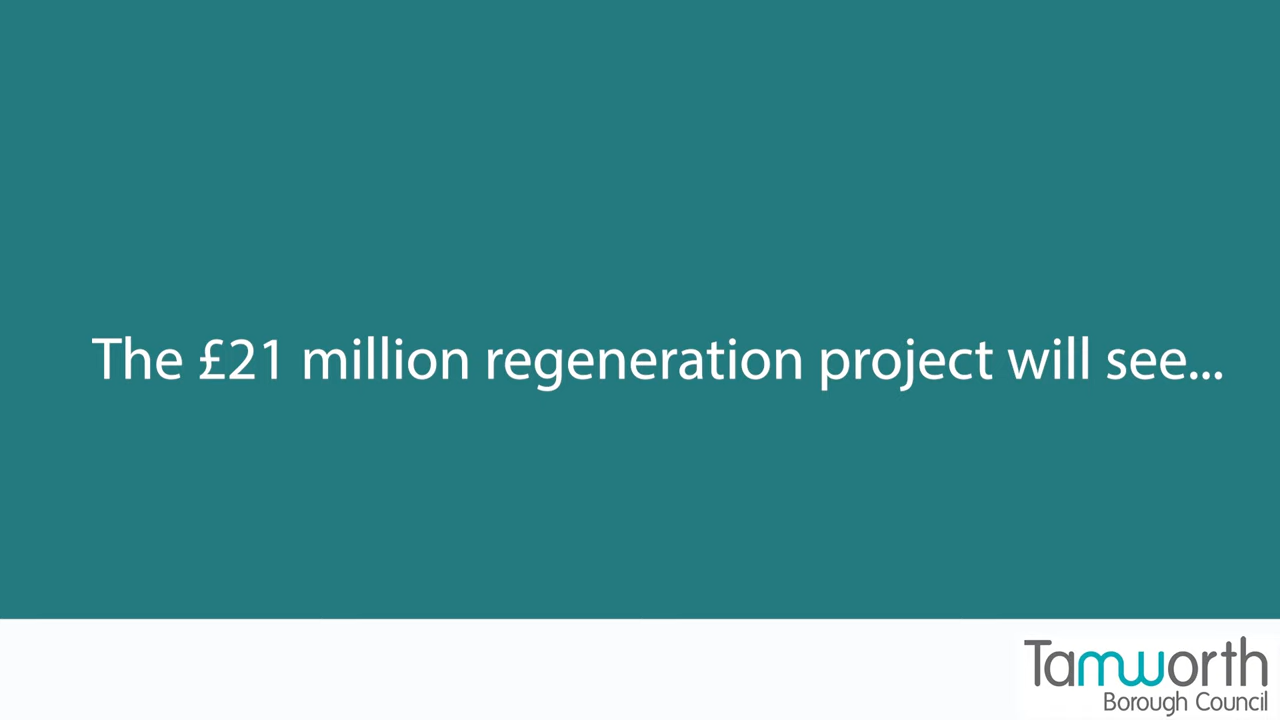 The £21 million regeneration project will see...
Tamworth
Borough Council